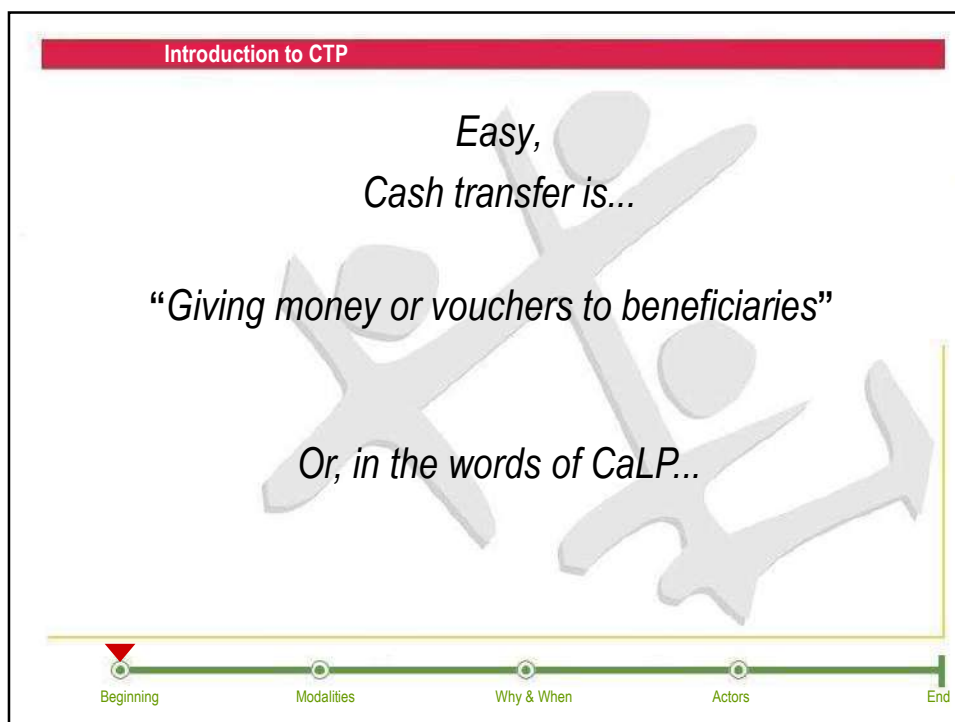 Introduction to CTP
Easy,
Cash transfer is...
“Giving money or vouchers to beneficiaries”
Or, in the words of CaLP...
Beginning
Modalities
Why & When
Actors
End